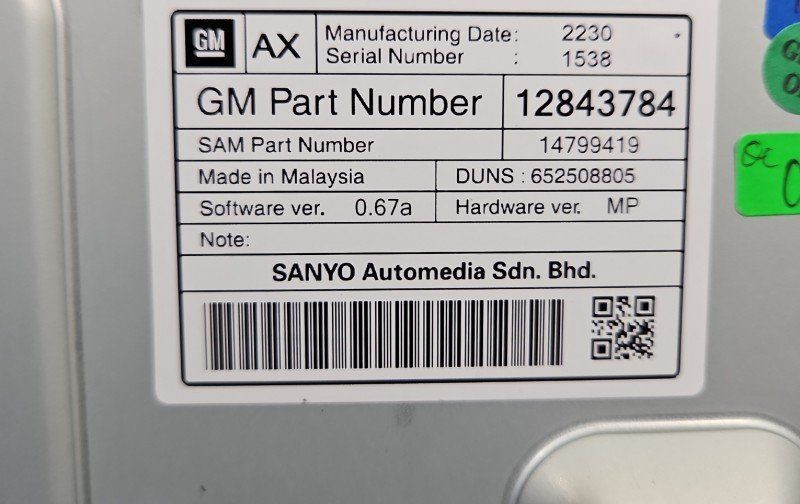 GM AX Manufacturing Date: 2230
Serial Number : 1538
GM Part Number 12843784
SAM Part Number 14799419
Made in Malaysia DUNS : 652508805
Software ver. 0.67a Hardware ver. MP
Note:
SANYO Automedia Sdn. Bhd.